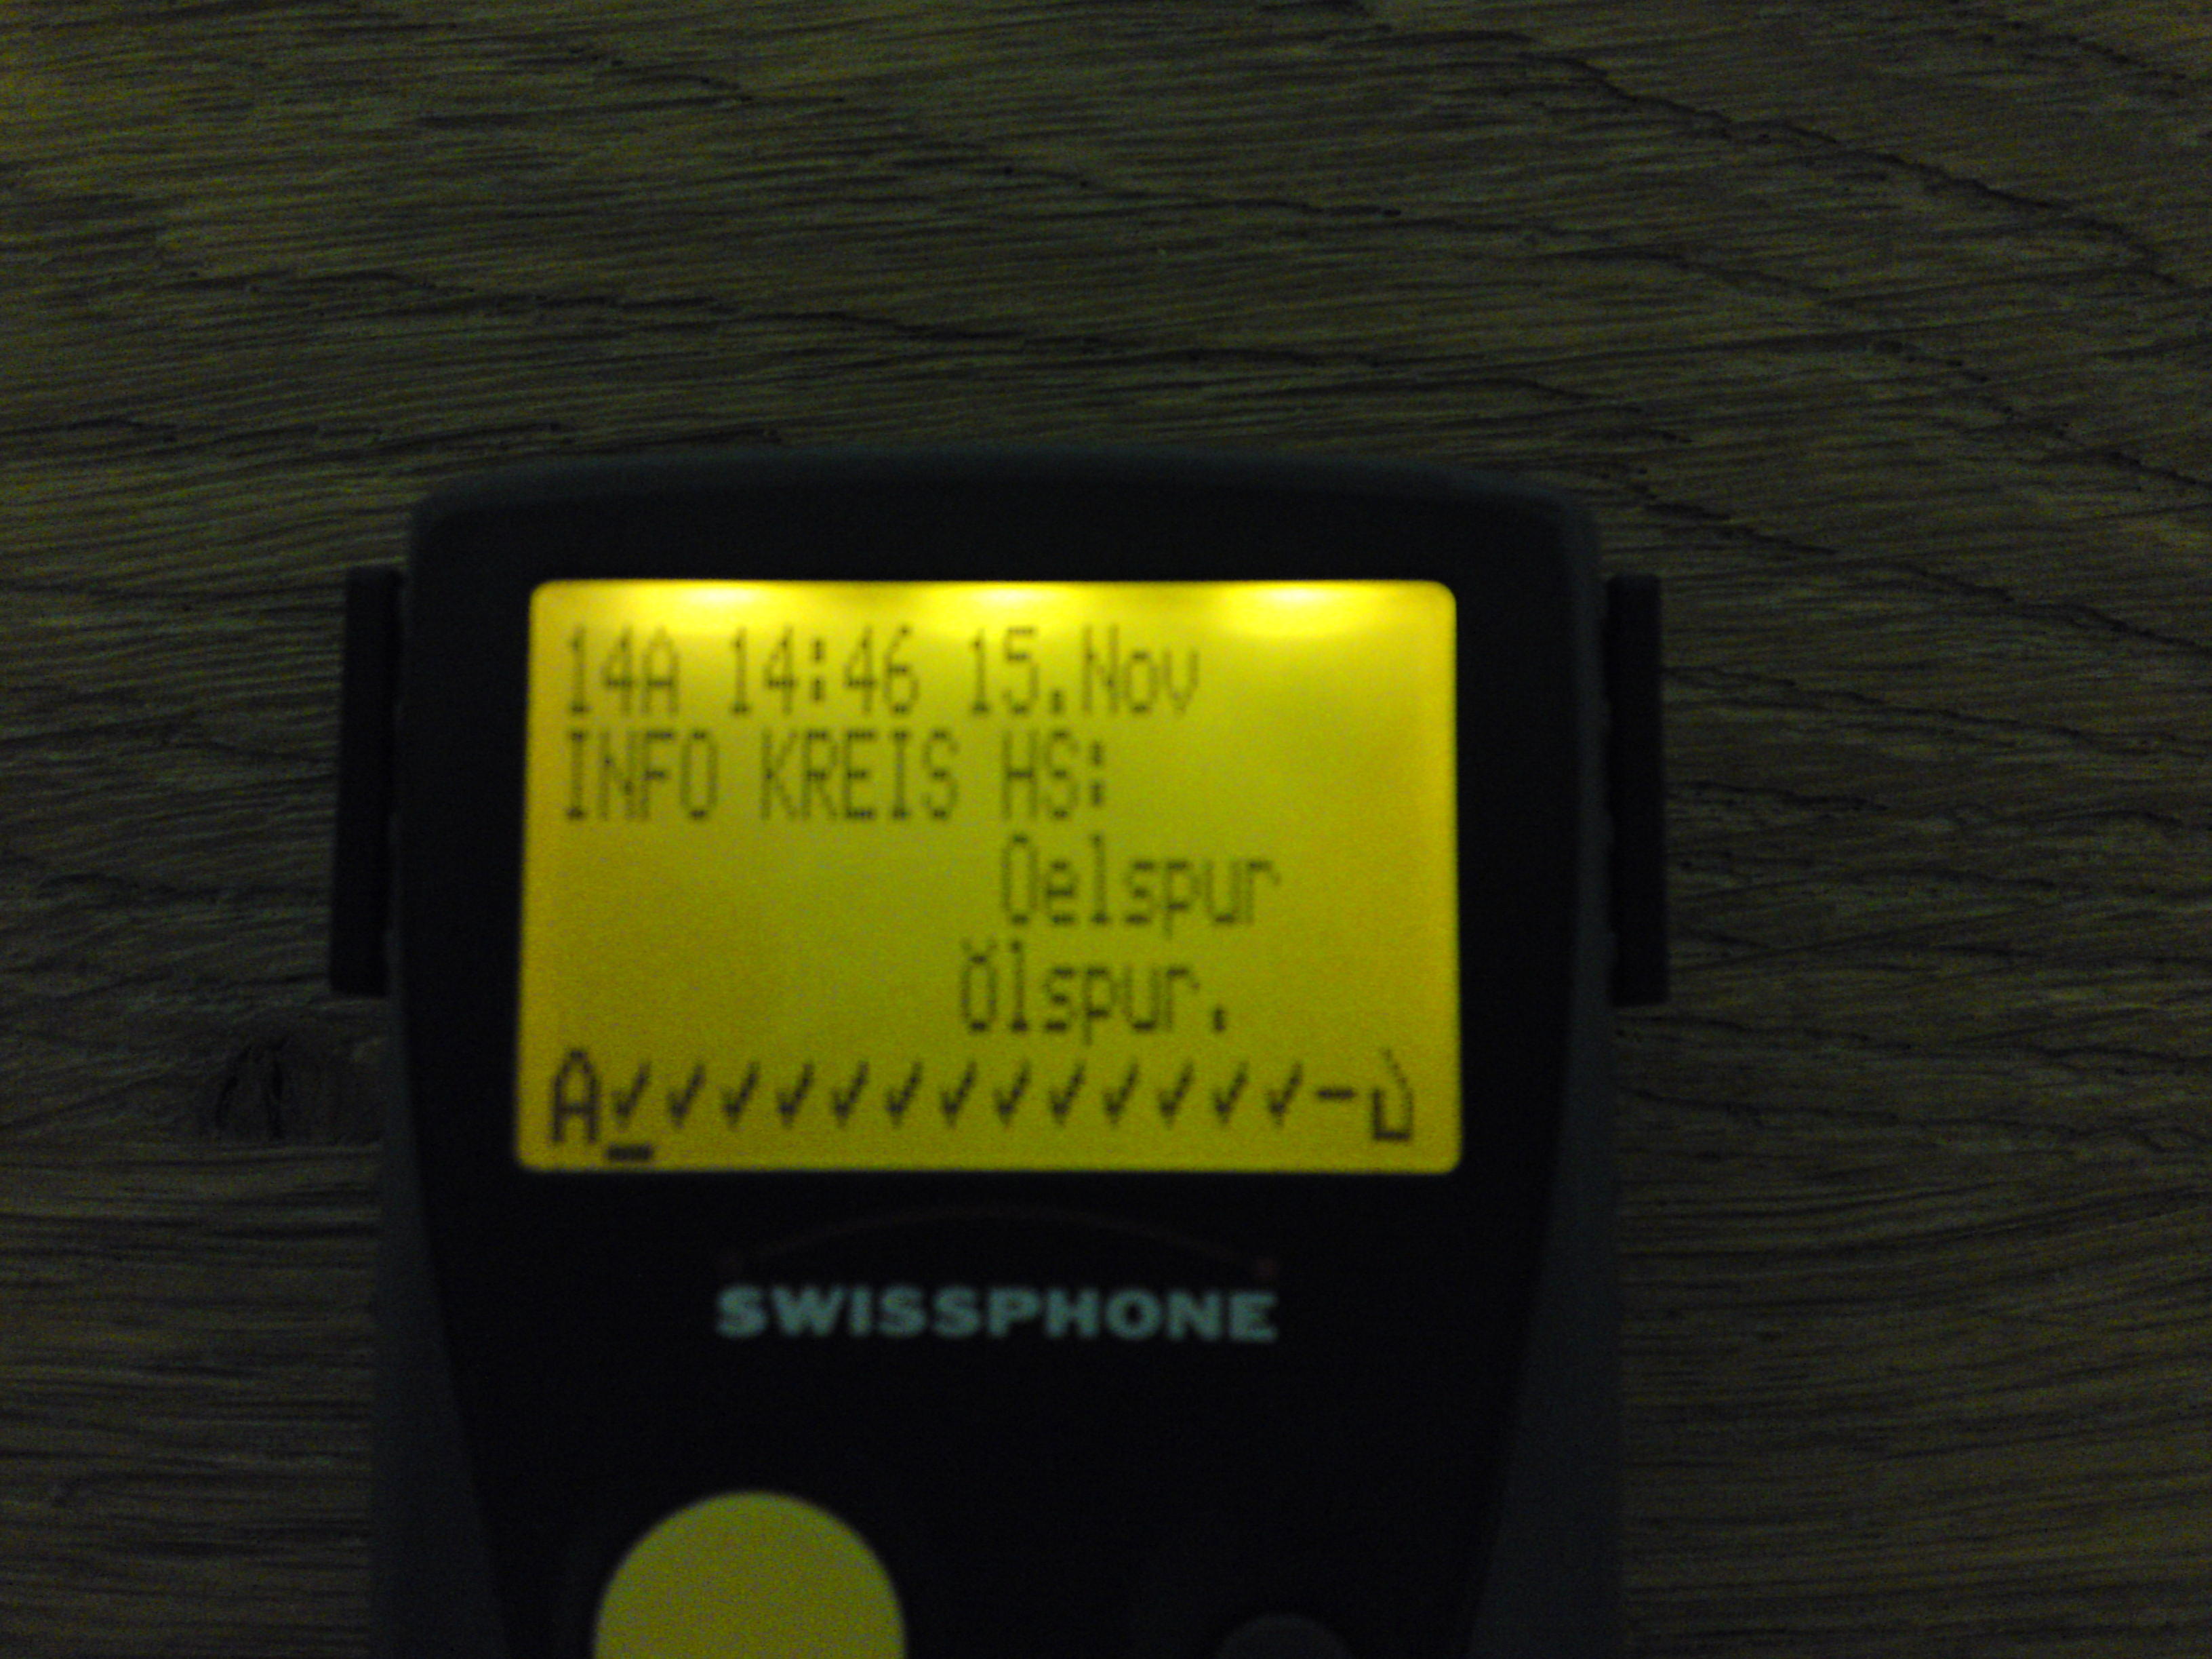 14A 14:46 15.Nov
INFO KREIS HS:
Oelspur
Ölspur.
A✓✓✓✓✓✓✓✓✓✓✓✓✓-
SWISSPHONE